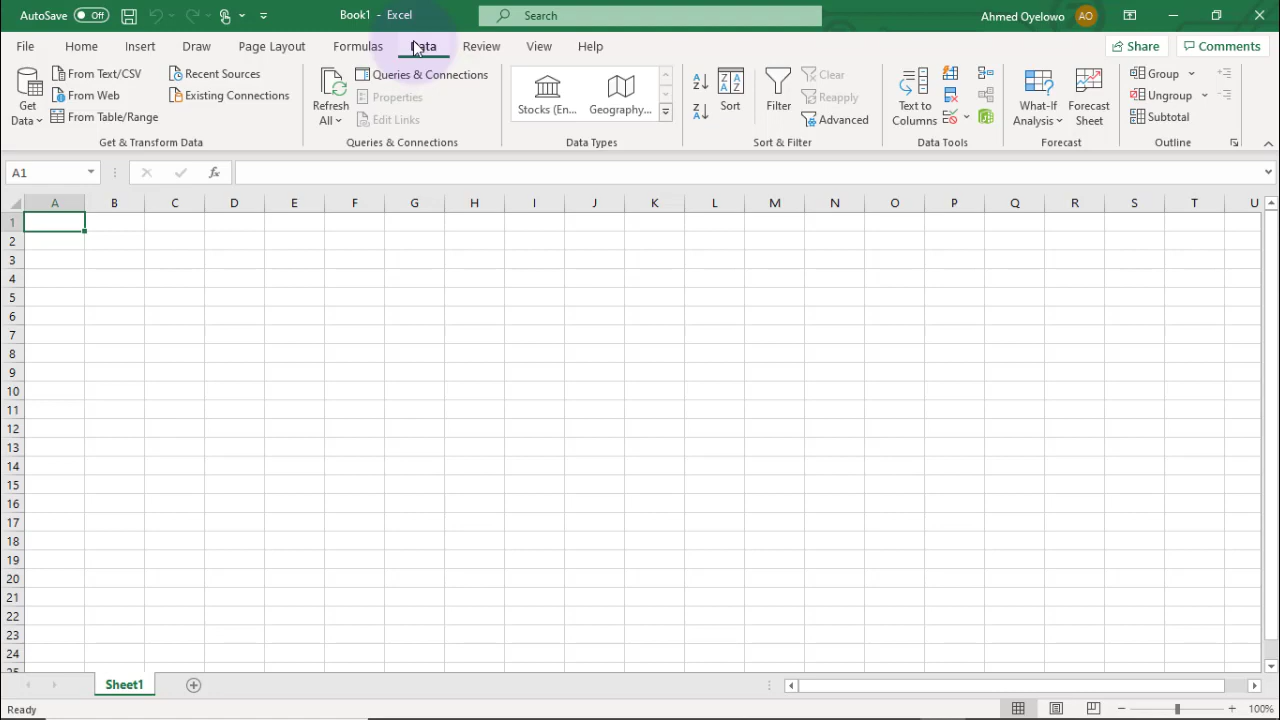 AutoSave Off Book1 - Excel Search Ahmed Oyelowo AO
File Home Insert Draw Page Layout Formulas Data Review View Help Share Comments
Get Data
From Text/CSV
From Web
From Table/Range
Recent Sources
Existing Connections
Get & Transform Data
Refresh All
Queries & Connections
Properties
Edit Links
Queries & Connections
Stocks (En...
Geography...
Data Types
Sort
Filter
Clear
Reapply
Advanced
Sort & Filter
Text to Columns
Data Tools
What-If Analysis
Forecast Sheet
Forecast
Group
Ungroup
Subtotal
Outline
A1 fx
A B C D E F G H I J K L M N O P Q R S T U
1
2
3
4
5
6
7
8
9
10
11
12
13
14
15
16
17
18
19
20
21
22
23
24
25
Sheet1
Ready 100%